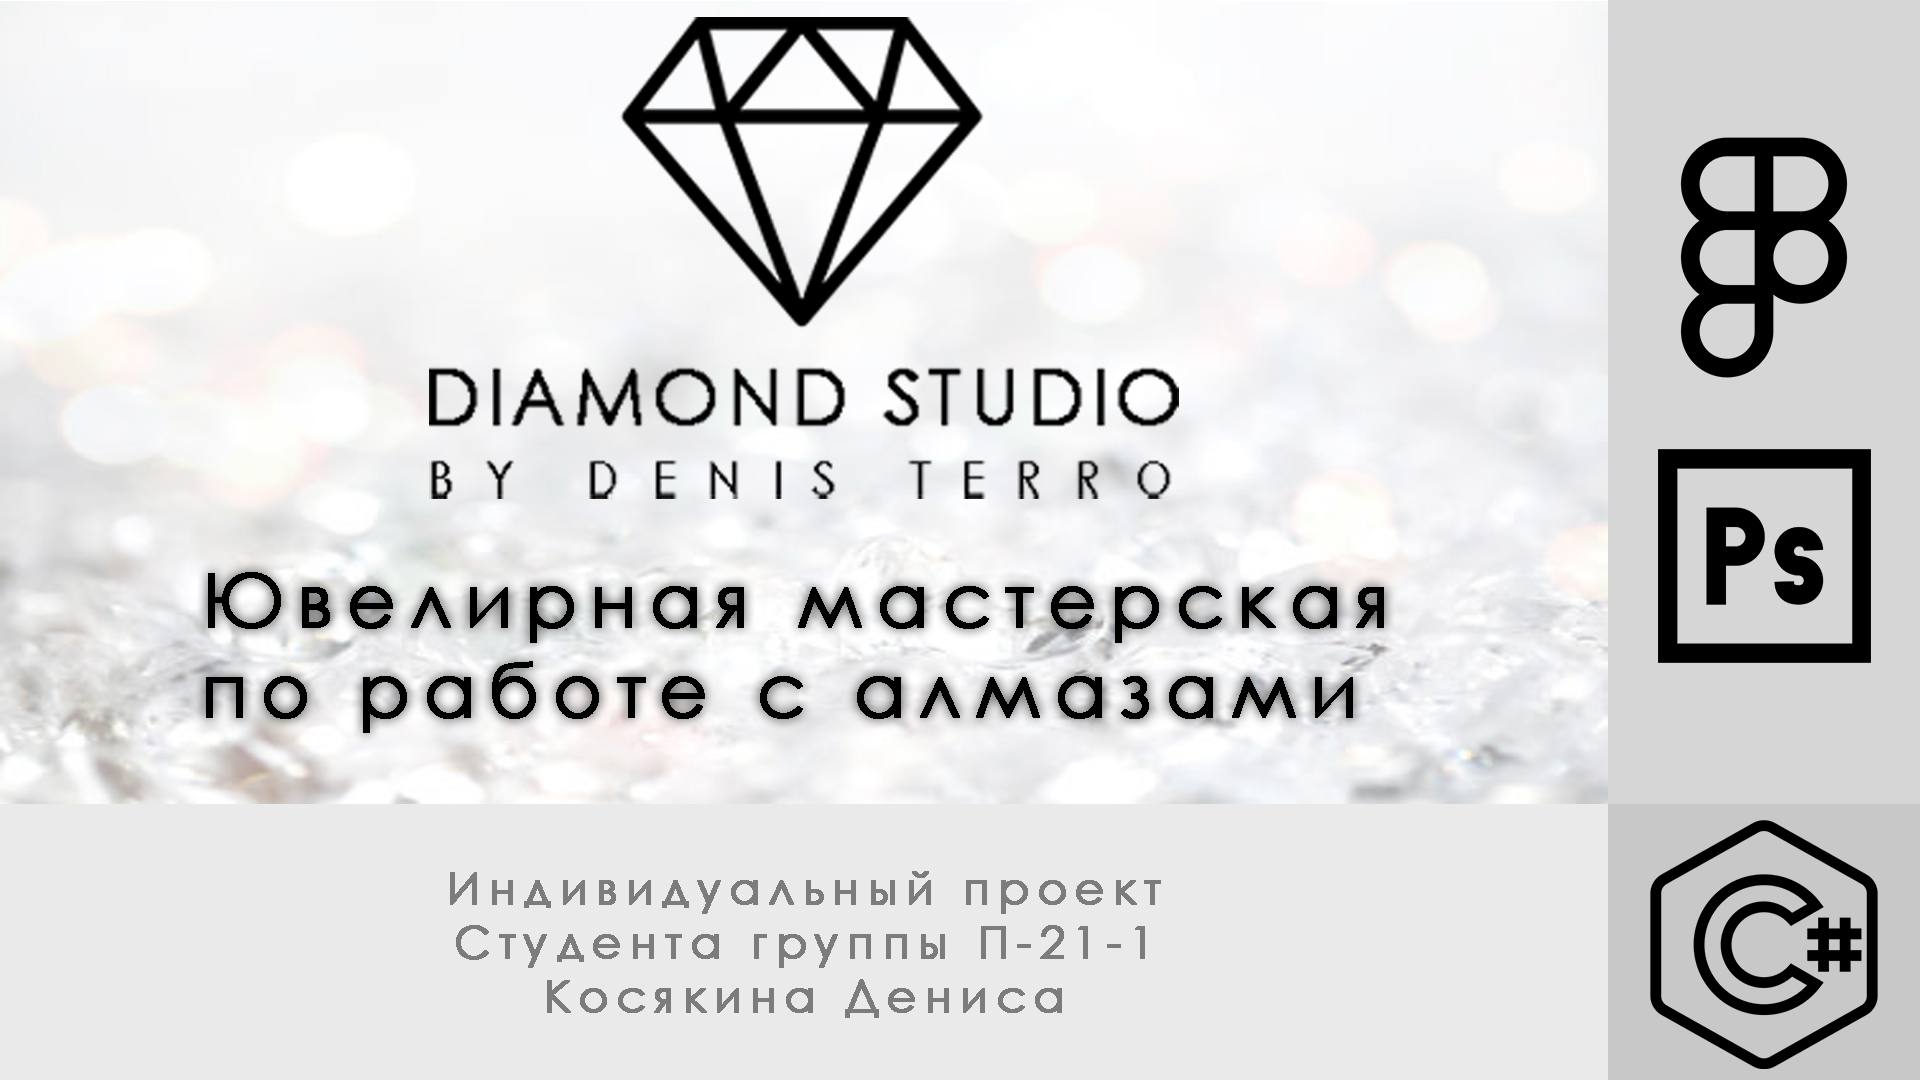 DIAMOND STUDIO
BY DENIS TERRO
Ювелирная мастерская
по работе с алмазами
Ps
C#
Индивидуальный проект
Студента группы П-21-1
Косякина Дениса